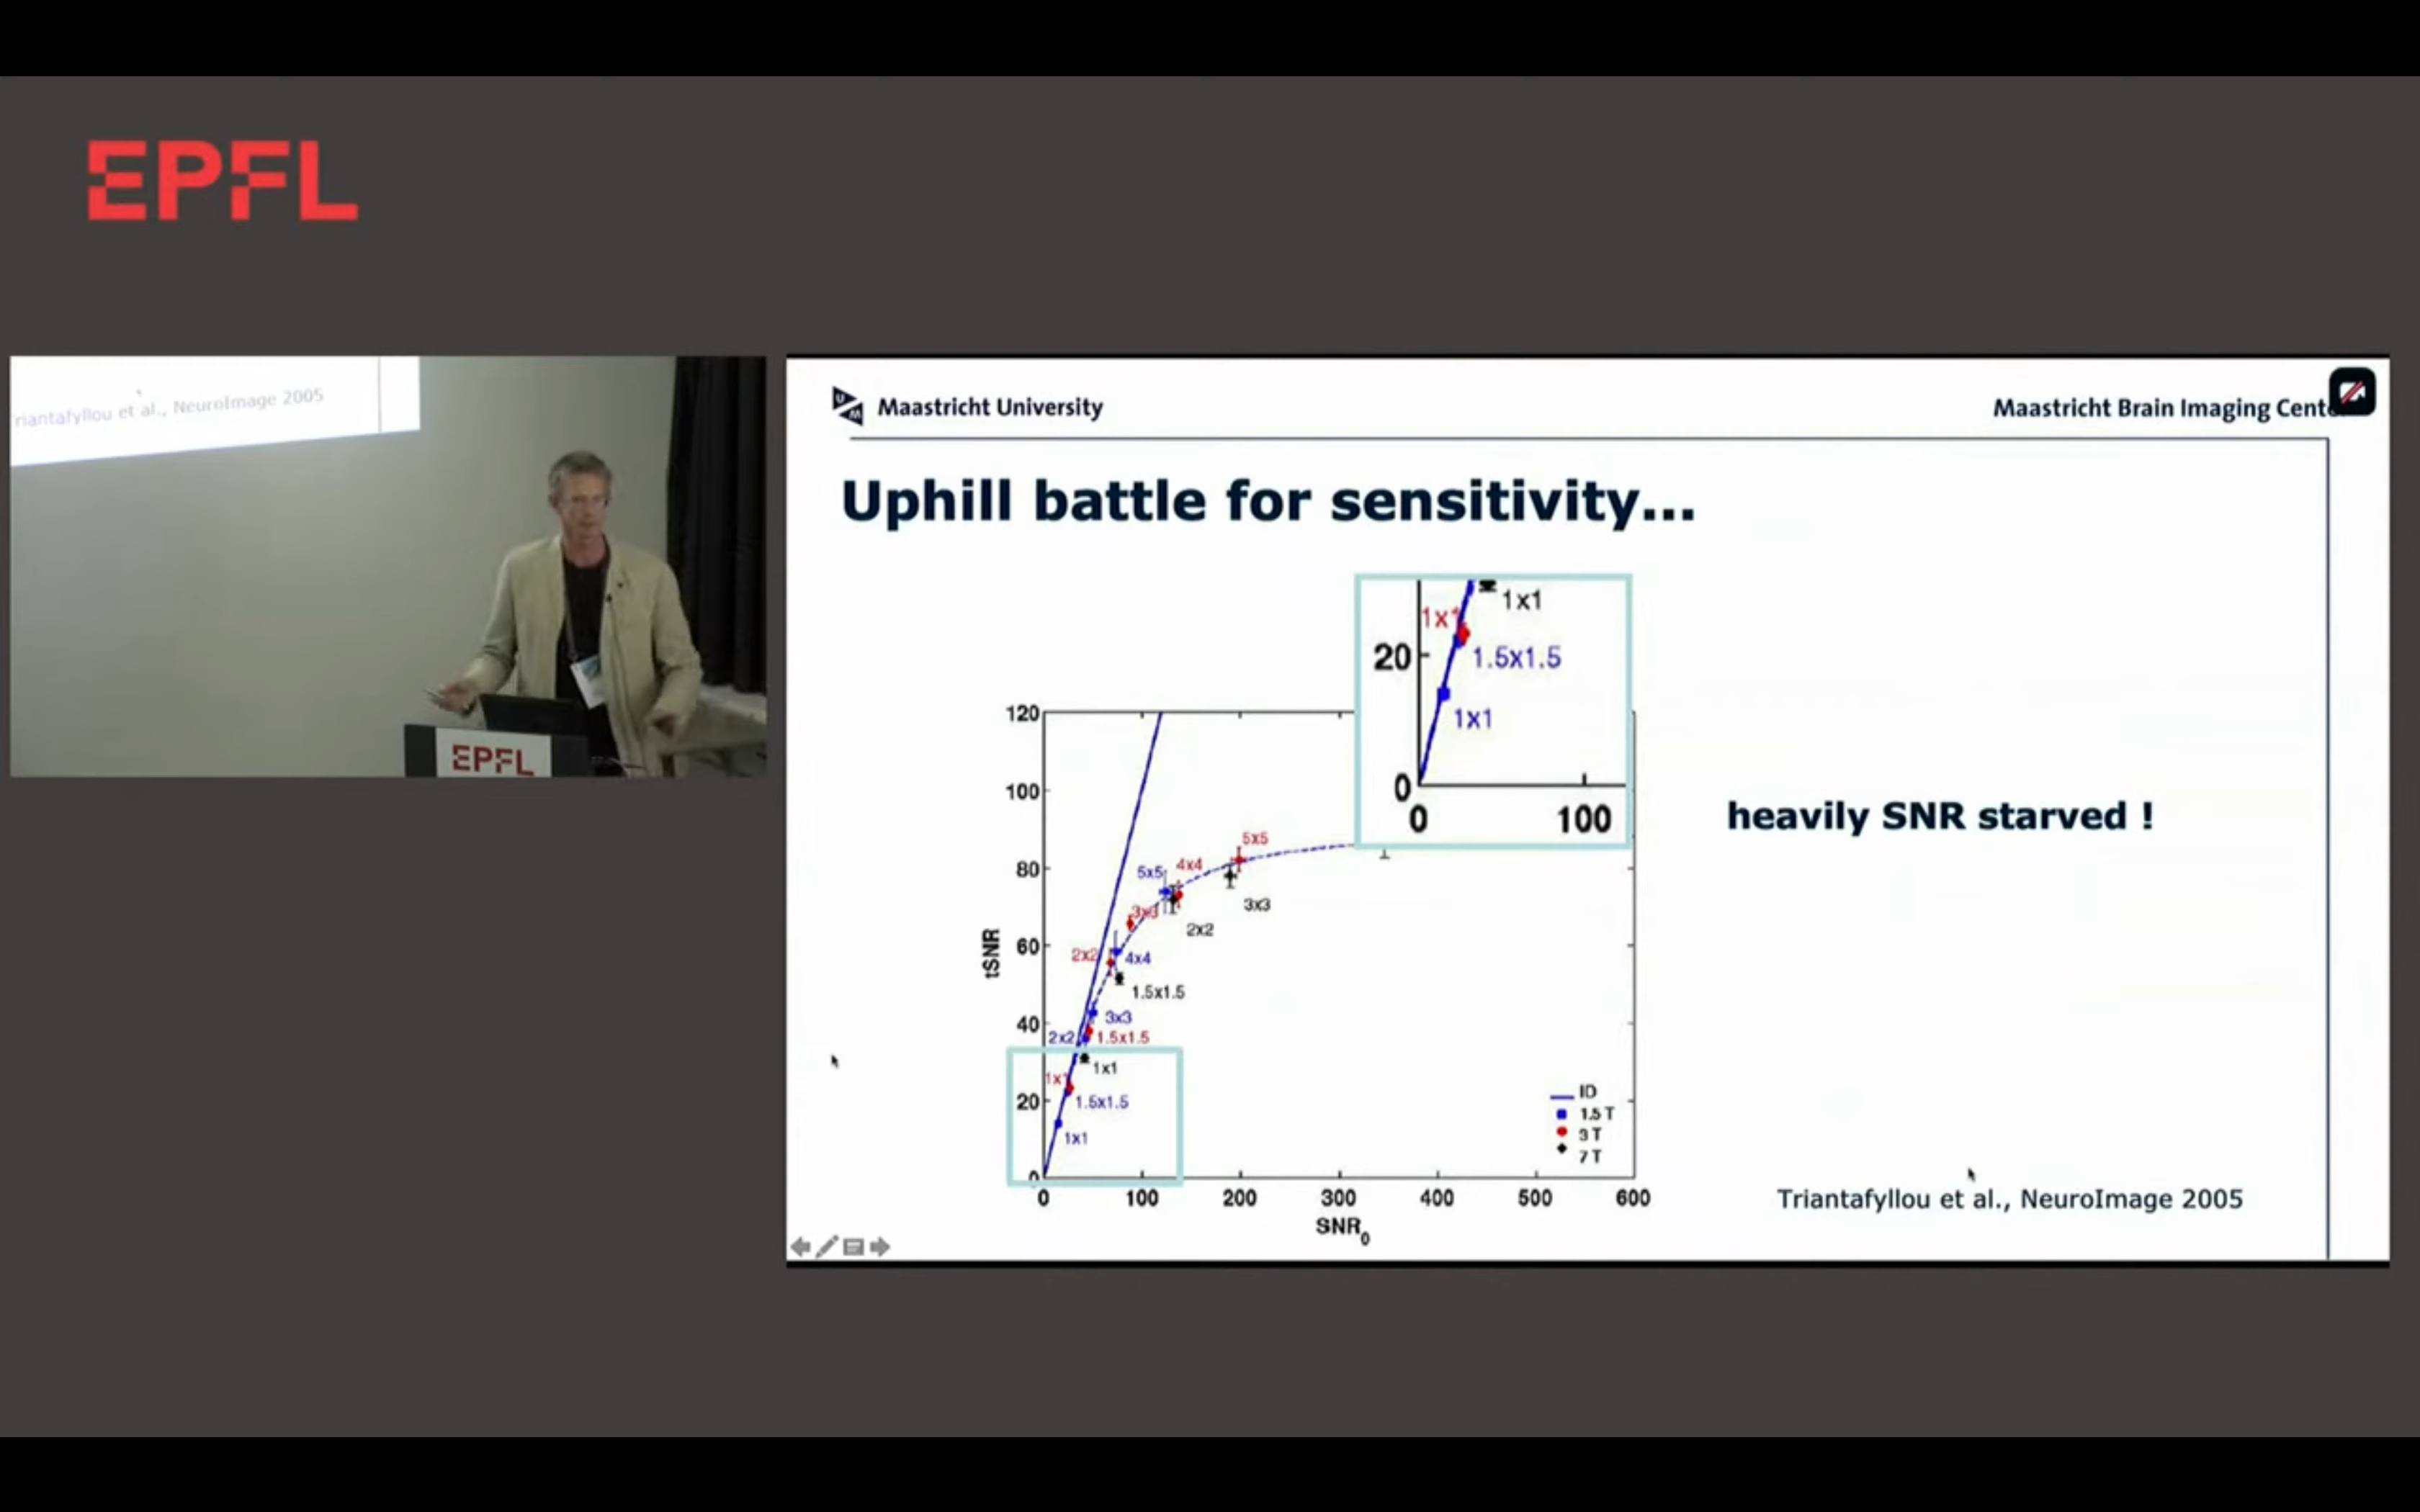 EPFL
riantafyllou et al., NeuroImage 2005
EPFL
Maastricht University
Maastricht Brain Imaging Cent
Uphill battle for sensitivity...
1x1
1x1
20
1.5x1.5
1x1
0
0
100
heavily SNR starved !
120
100
80
60
40
20
0
tSNR
5x5
4x4
5x5
3x3
3x3
2x2
2x2
4x4
1.5x1.5
3x3
2x2
1.5x1.5
1x1
1x1
1.5x1.5
1x1
ID
1.5 T
3 T
7 T
0
100
200
300
400
500
600
SNR0
Triantafyllou et al., NeuroImage 2005